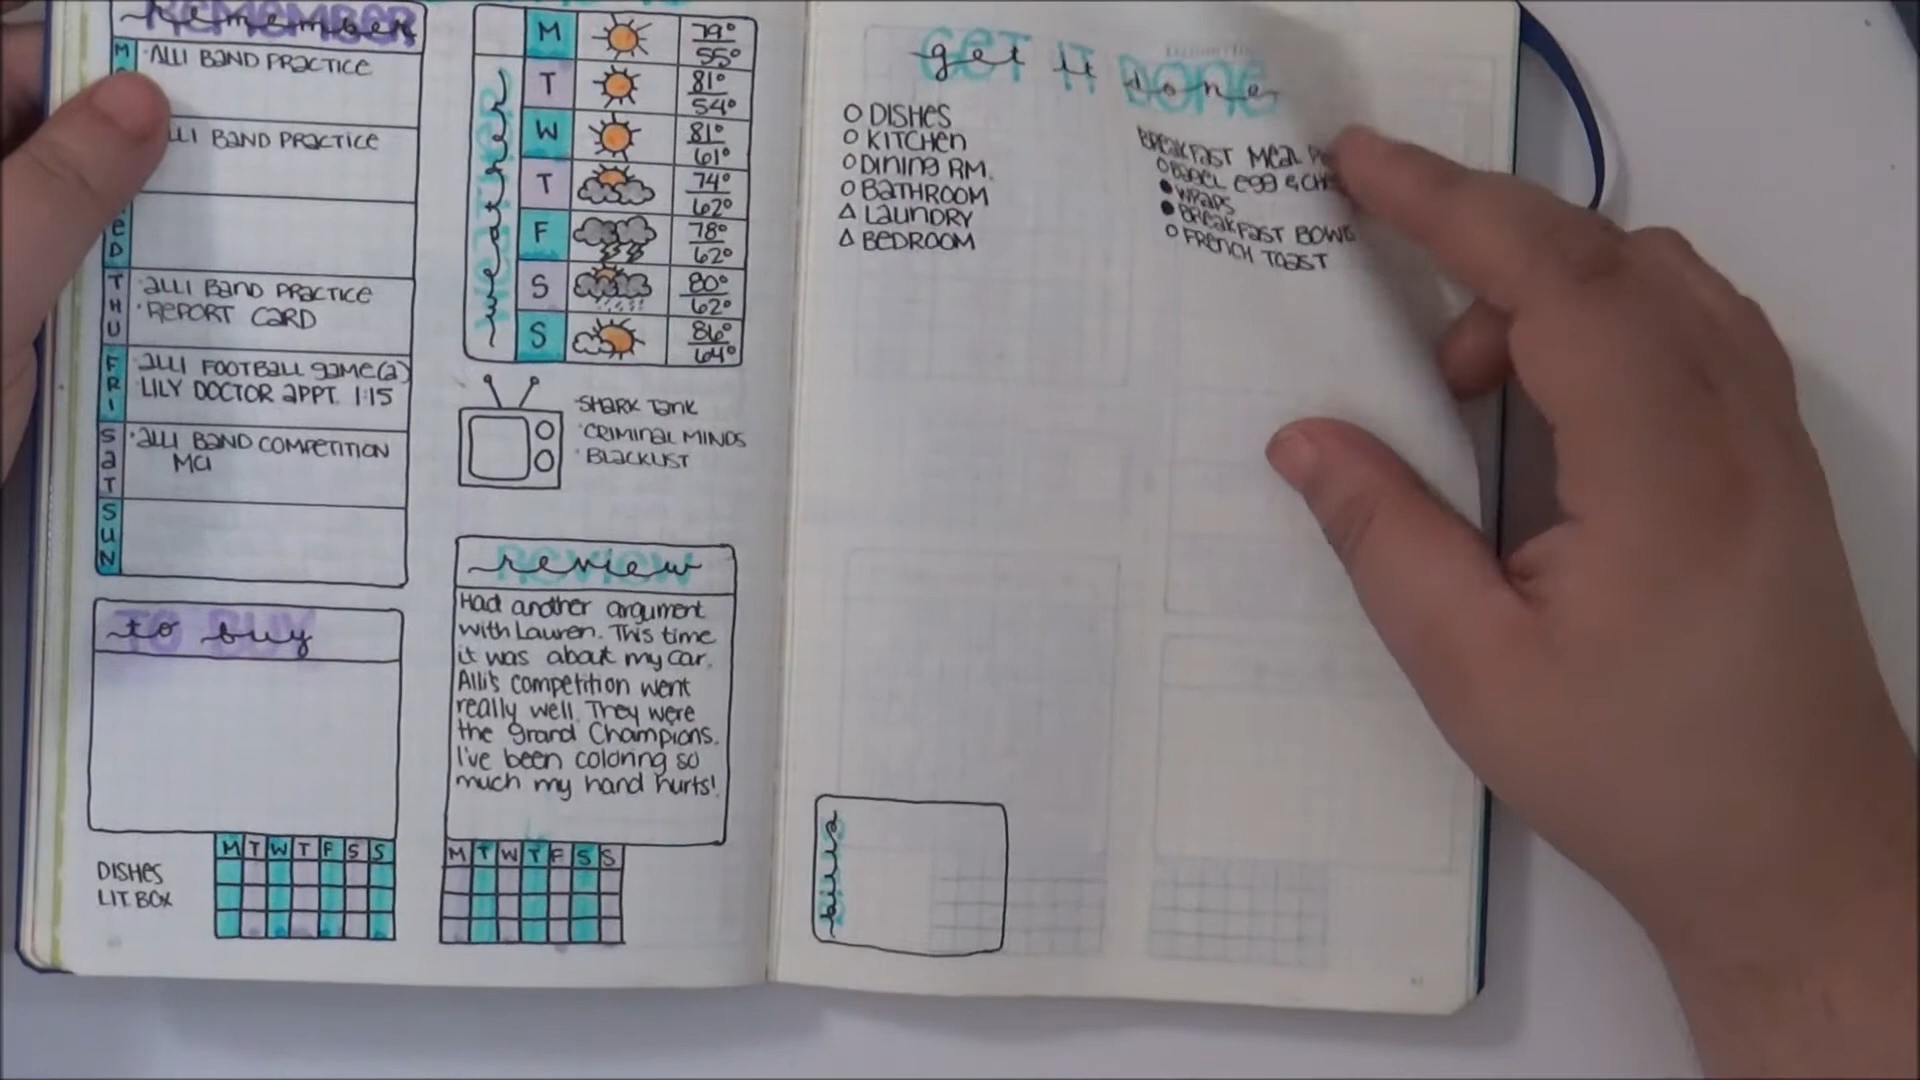 remember
M
·ALLI BAND PRACTICE
BAND PRACTICE
eD
THU
·ALLI BAND PRACTICE
·REPORT CARD
FRI
·ALLI FOOTBALL GAME(a)
·LILY DOCTOR APPT. 1:15
SAT
·ALLI BAND COMPETITION
MCI
SUN
to buy
DISHES
LIT. BOX
M T W T F S S
weather
M 79° 55°
T 81° 54°
W 81° 61°
T 74° 62°
F 78° 62°
S 80° 62°
S 86° 64°
·SHARK TANK
·CRIMINAL MINDS
·BLACKLIST
review
Had another argument
with Lauren. This time
it was about my car.
Alli's competition went
really well. They were
the Grand Champions.
I've been coloring so
much my hand hurts!
M T W T F S S
get it done
DISHES
KITCHEN
DINING RM.
BATHROOM
LAUNDRY
BEDROOM
BREAKFAST MEAL
BAGEL EGG &
WRAPS
BREAKFAST
FRENCH TOAST
bills